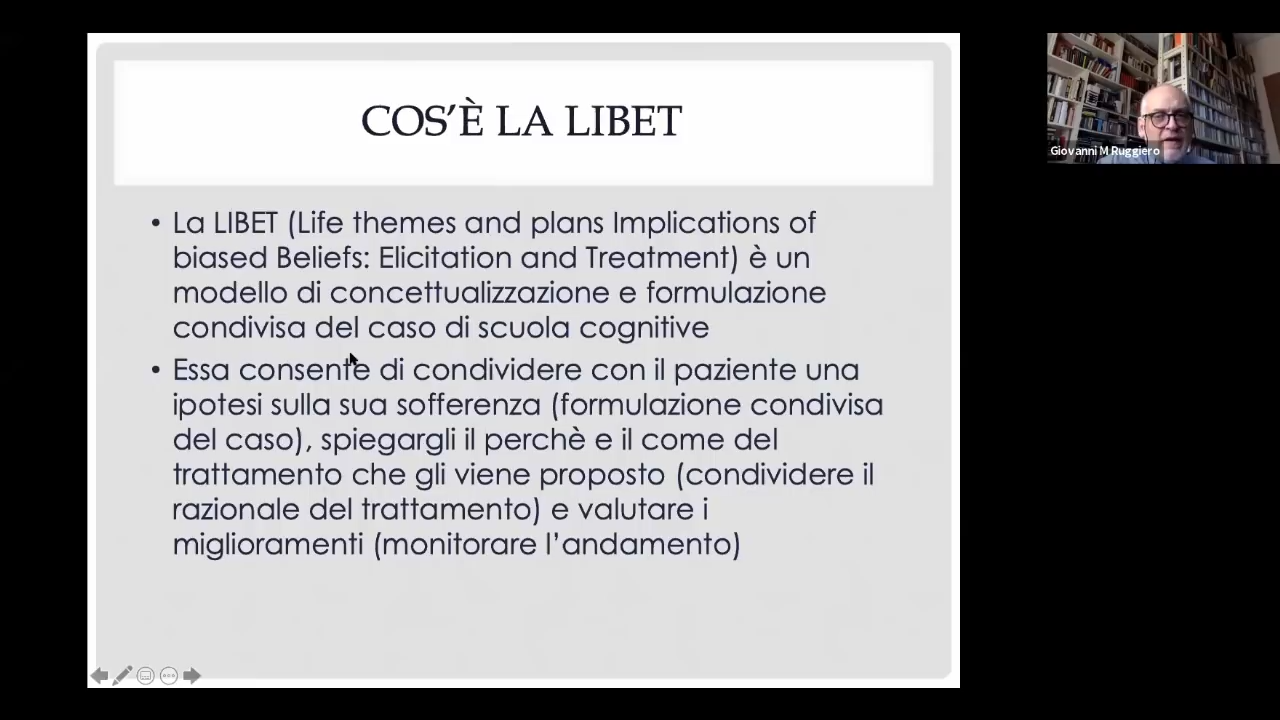 COS'È LA LIBET
• La LIBET (Life themes and plans Implications of
biased Beliefs: Elicitation and Treatment) è un
modello di concettualizzazione e formulazione
condivisa del caso di scuola cognitive
• Essa consente di condividere con il paziente una
ipotesi sulla sua sofferenza (formulazione condivisa
del caso), spiegargli il perchè e il come del
trattamento che gli viene proposto (condividere il
razionale del trattamento) e valutare i
miglioramenti (monitorare l'andamento)
Giovanni M Ruggiero